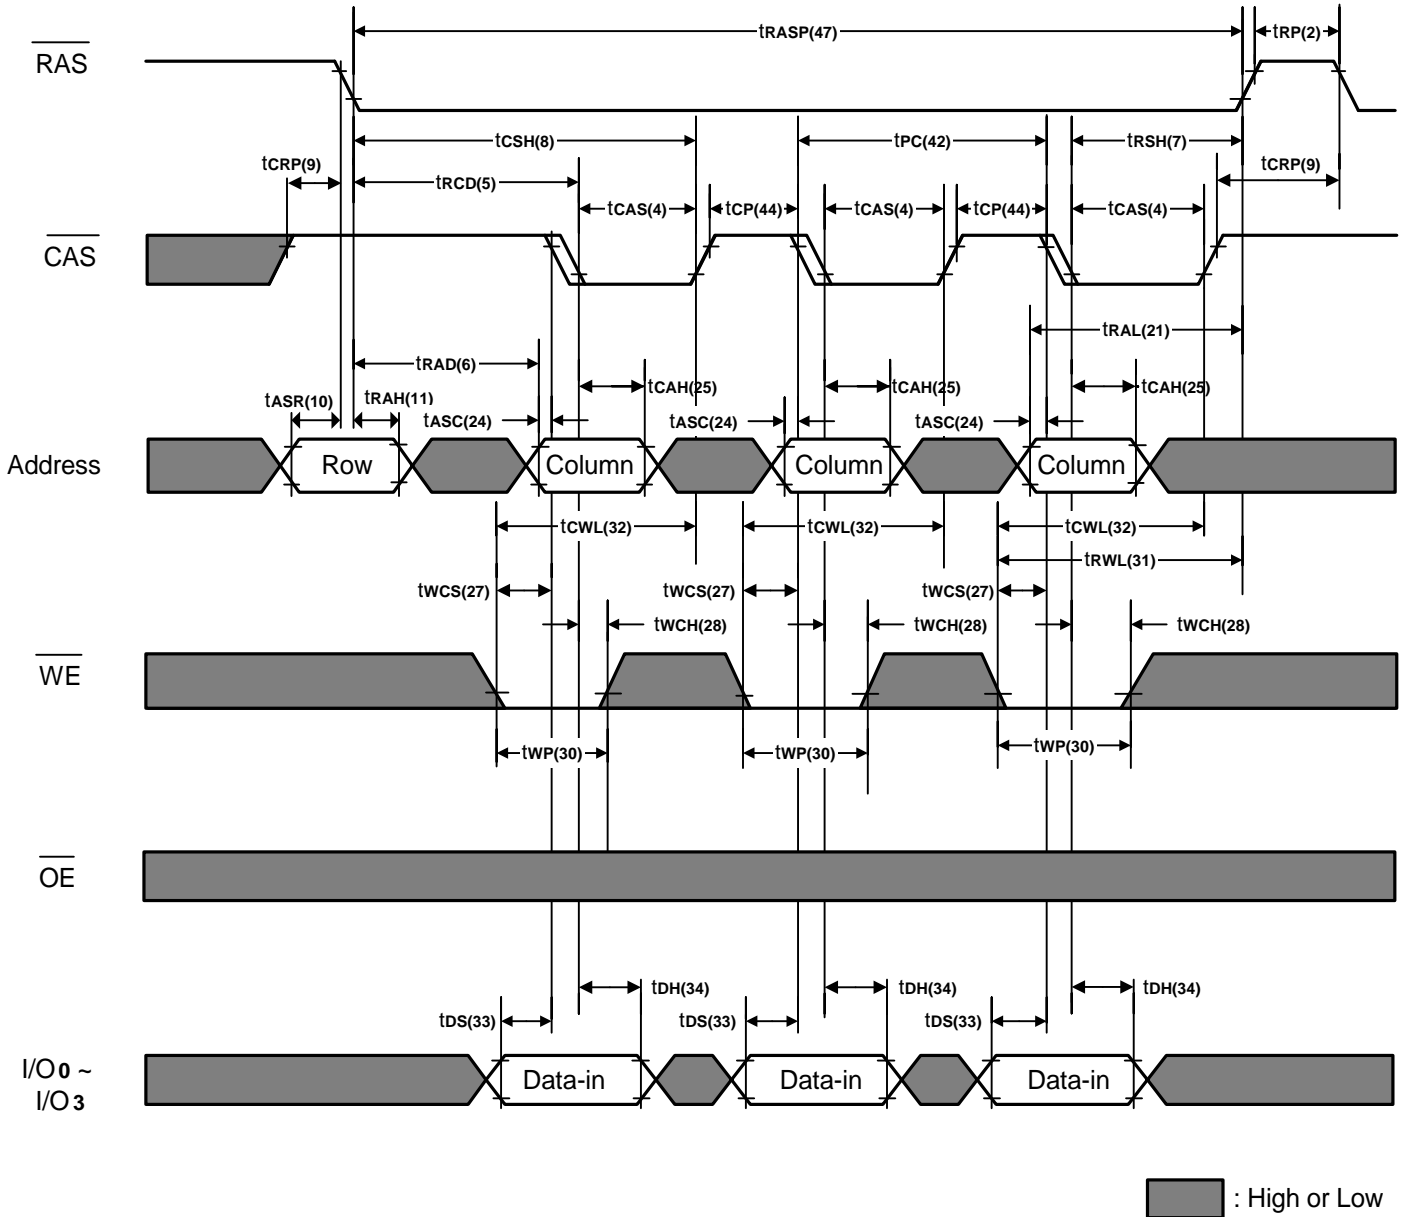 tRASP(47) tRP(2)
RAS
tCSH(8) tPC(42) tRSH(7)
tCRP(9) tRCD(5) tCRP(9)
tCAS(4) tCP(44) tCAS(4) tCP(44) tCAS(4)
CAS
tRAL(21)
tRAD(6)
tASR(10) tRAH(11) tCAH(25) tCAH(25) tCAH(25)
tASC(24) tASC(24) tASC(24)
Address Row Column Column Column
tCWL(32) tCWL(32) tCWL(32)
tRWL(31)
tWCS(27) tWCS(27) tWCS(27)
tWCH(28) tWCH(28) tWCH(28)
WE
tWP(30) tWP(30) tWP(30)
OE
tDH(34) tDH(34) tDH(34)
tDS(33) tDS(33) tDS(33)
I/O0 ~
I/O3
Data-in Data-in Data-in
: High or Low